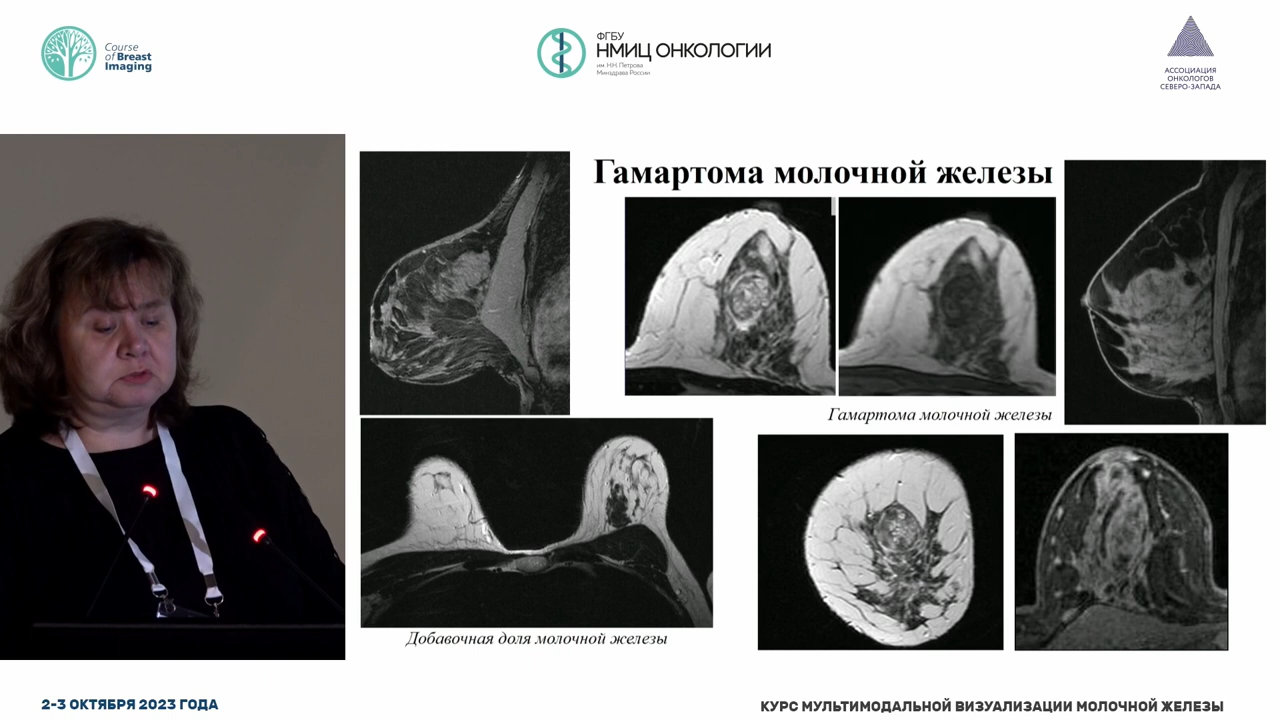 Course
of Breast
Imaging
ФГБУ
НМИЦ ОНКОЛОГИИ
им. Н.Н. Петрова
Минздрава России
АССОЦИАЦИЯ
ОНКОЛОГОВ
СЕВЕРО-ЗАПАДА
Гамартома молочной железы
Гамартома молочной железы
Добавочная доля молочной железы
2-3 ОКТЯБРЯ 2023 ГОДА
КУРС МУЛЬТИМОДАЛЬНОЙ ВИЗУАЛИЗАЦИИ МОЛОЧНОЙ ЖЕЛЕЗЫ